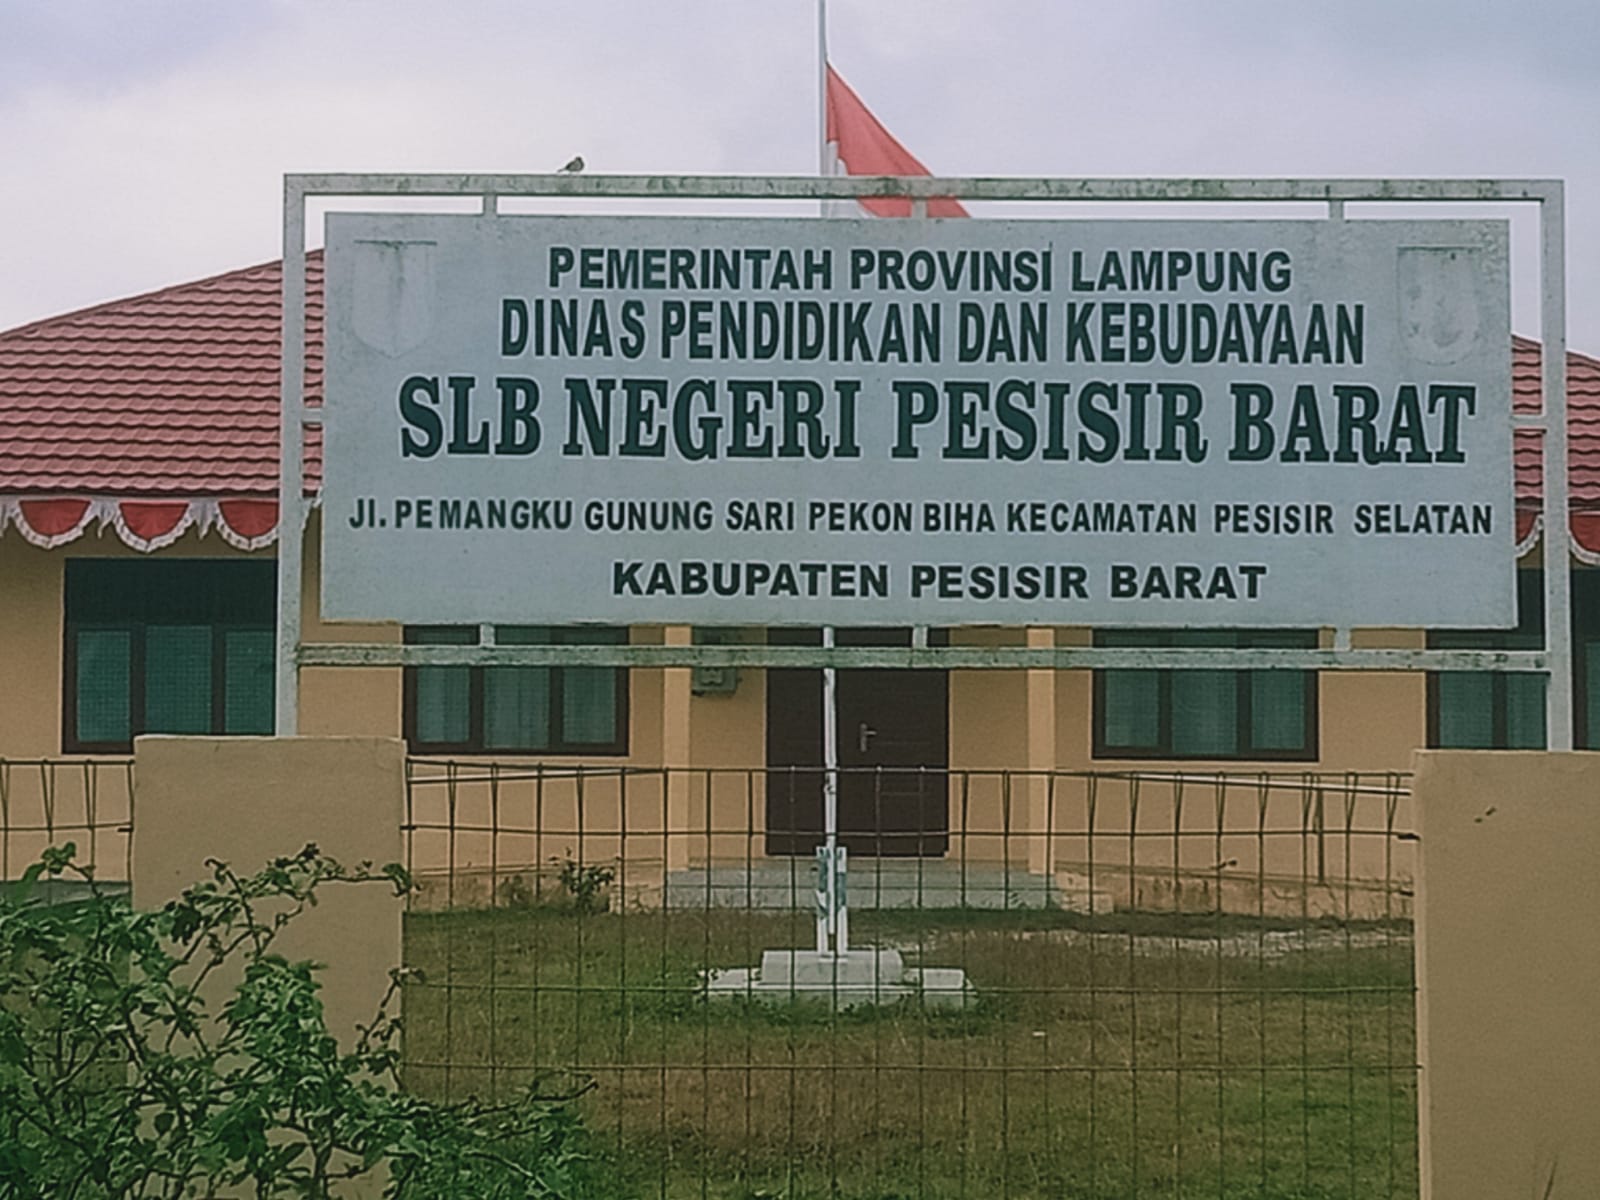 PEMERINTAH PROVINSI LAMPUNG
DINAS PENDIDIKAN DAN KEBUDAYAAN
SLB NEGERI PESISIR BARAT
Jl. PEMANGKU GUNUNG SARI PEKON BIHA KECAMATAN PESISIR SELATAN
KABUPATEN PESISIR BARAT